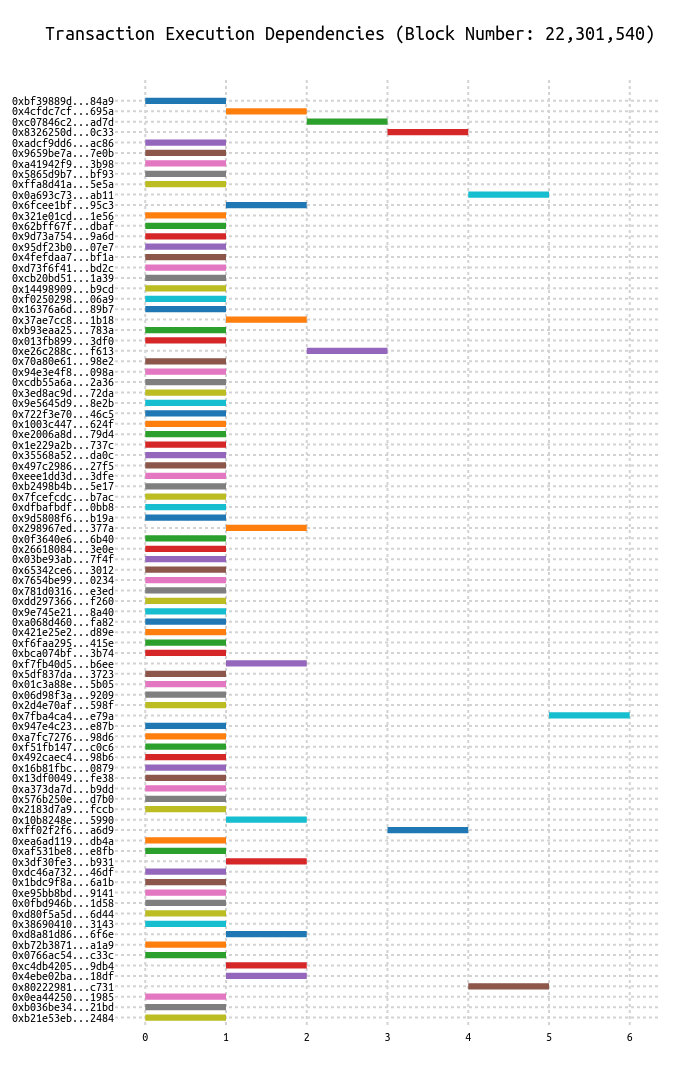 Transaction Execution Dependencies (Block Number: 22,301,540)
0xbf39889d...84a9
0x4cfdc7cf...695a
0xc07846c2...ad7d
0x8326250d...0c33
0xadcf9dd6...ac86
0x9659be7a...7e0b
0xa41942f9...3b98
0x5865d9b7...bf93
0xffa8d41a...5e5a
0x0a693c73...ab11
0x6fcee1bf...95c3
0x321e01cd...1e56
0x62bff67f...dbaf
0x9d73a754...9a6d
0x95df23b0...07e7
0x4fefdaa7...bf1a
0xd73f6f41...bd2c
0xcb20bd51...1a39
0x14498909...b9cd
0xf0250298...06a9
0x16376a6d...89b7
0x37ae7cc8...1b18
0xb93eaa25...783a
0x013fb899...3df0
0xe26c288c...f613
0x70a80e61...98e2
0x94e3e4f8...098a
0xcdb55a6a...2a36
0x3ed8ac9d...72da
0x9e5645d9...8e2b
0x722f3e70...46c5
0x1003c447...624f
0xe2006a8d...79d4
0x1e229a2b...737c
0x35568a52...da0c
0x497c2986...27f5
0xeee1dd3d...3dfe
0xb2498b4b...5e17
0x7fcefcdc...b7ac
0xdfbafbdf...0bb8
0x9d5808f6...b19a
0x298967ed...377a
0x0f3640e6...6b40
0x26618084...3e0e
0x03be93ab...7f4f
0x65342ce6...3012
0x7654be99...0234
0x781d0316...e3ed
0xdd297366...f260
0x9e745e21...8a40
0xa068d460...fa82
0x421e25e2...d89e
0xf6faa295...415e
0xbca074bf...3b74
0xf7fb40d5...b6ee
0x5df837da...3723
0x01c3a88e...5b05
0x06d98f3a...9209
0x2d4e70af...598f
0x7fba4ca4...e79a
0x947e4c23...e87b
0xa7fc7276...98d6
0xf51fb147...c0c6
0x492caec4...98b6
0x16b81fbc...0879
0x13df0049...fe38
0xa373da7d...b9dd
0x576b250e...d7b0
0x2183d7a9...fccb
0x10b8248e...5990
0xff02f2f6...a6d9
0xea6ad119...db4a
0xaf531be8...e8fb
0x3df30fe3...b931
0xdc46a732...46df
0x1bdc9f8a...6a1b
0xe95bb8bd...9141
0x0fbd946b...1d58
0xd80f5a5d...6d44
0x38690410...3143
0xd8a81d86...6f6e
0xb72b3871...a1a9
0x0766ac54...c33c
0xc4db4205...9db4
0x4ebe02ba...18df
0x80222981...c731
0x0ea44250...1985
0xb036be34...21bd
0xb21e53eb...2484
0 1 2 3 4 5 6